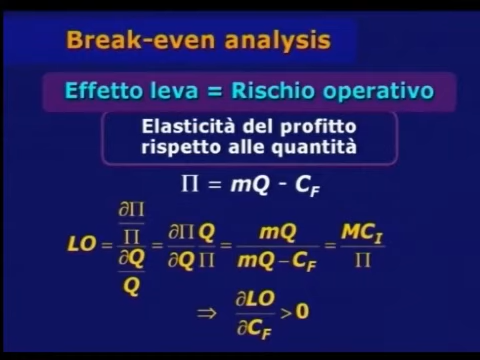 Break-even analysis
Effetto leva = Rischio operativo
Elasticità del profitto
rispetto alle quantità
Π = mQ - C_F
LO = (∂Π/Π)/(∂Q/Q) = ∂Π Q/∂Q Π = mQ/(mQ – C_F) = MC_I/Π
⇒ ∂LO/∂C_F > 0